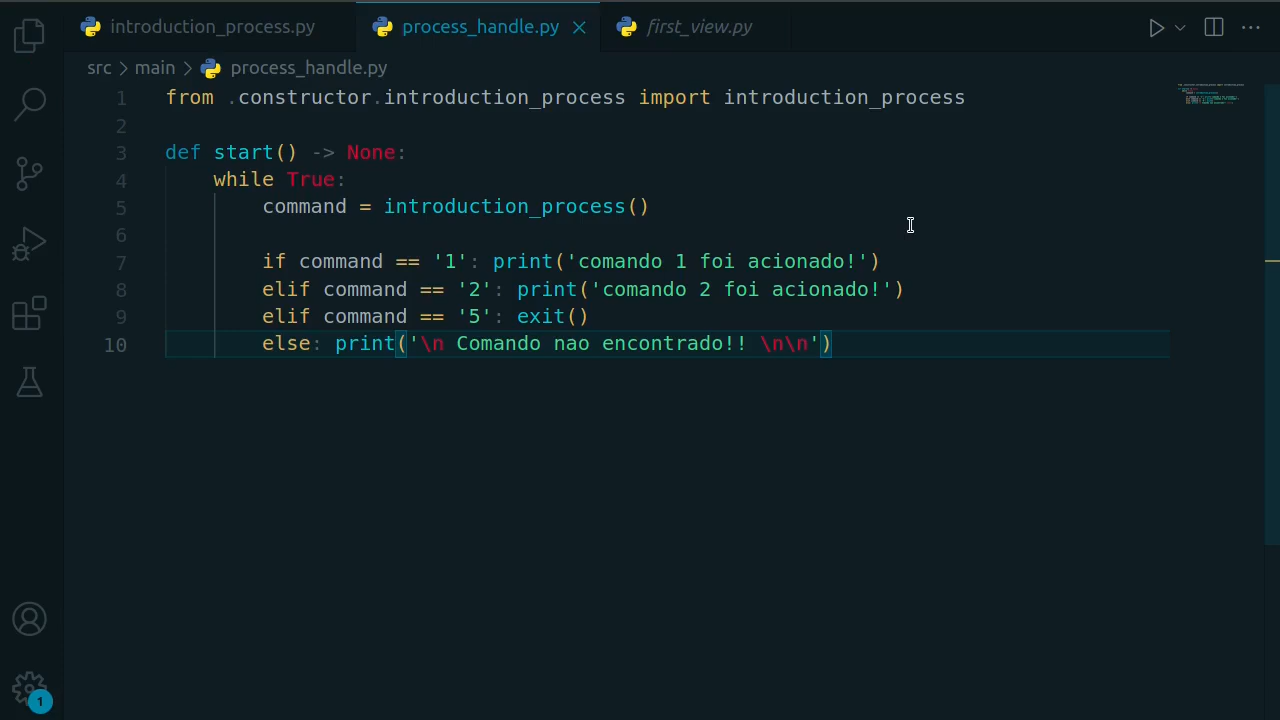 introduction_process.py process_handle.py first_view.py
src main process_handle.py
1 from .constructor.introduction_process import introduction_process
2
3 def start() -> None:
4     while True:
5         command = introduction_process()
6
7         if command == '1': print('comando 1 foi acionado!')
8         elif command == '2': print('comando 2 foi acionado!')
9         elif command == '5': exit()
10         else: print('\n Comando nao encontrado!! \n\n')
1